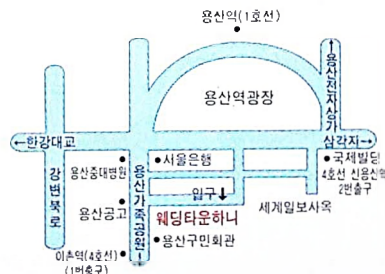 용산역(1호선)
용산전자상가→
용산역광장
←한강대교
삼각지→
강변북로
용산중대병원
서울은행
국제빌딩
4호선 신용산역
2번출구
용산가족공원→
입구↓
용산공고
웨딩타운하니
세계일보사옥
용산구민회관
이촌역(4호선)
(1번출구)